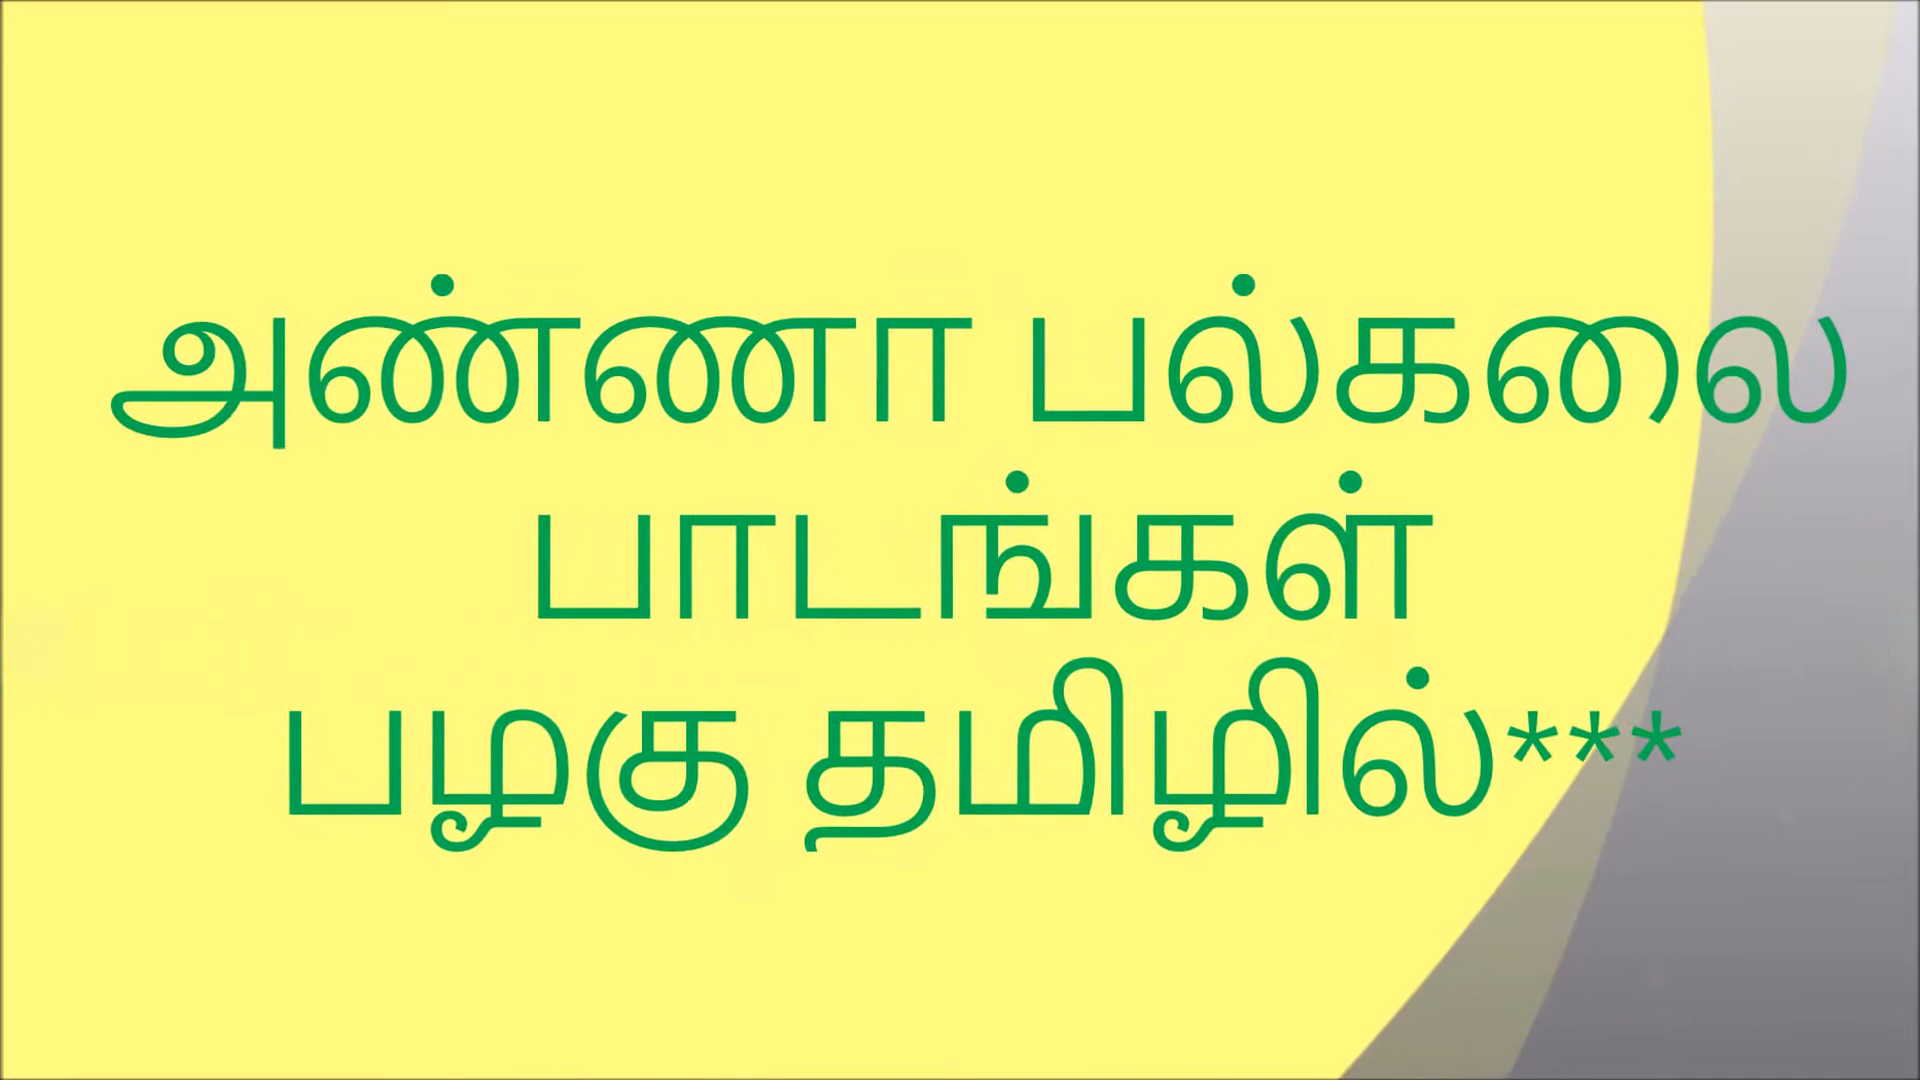 அண்ணா பல்கலை
பாடங்கள்
பழகு தமிழில்***